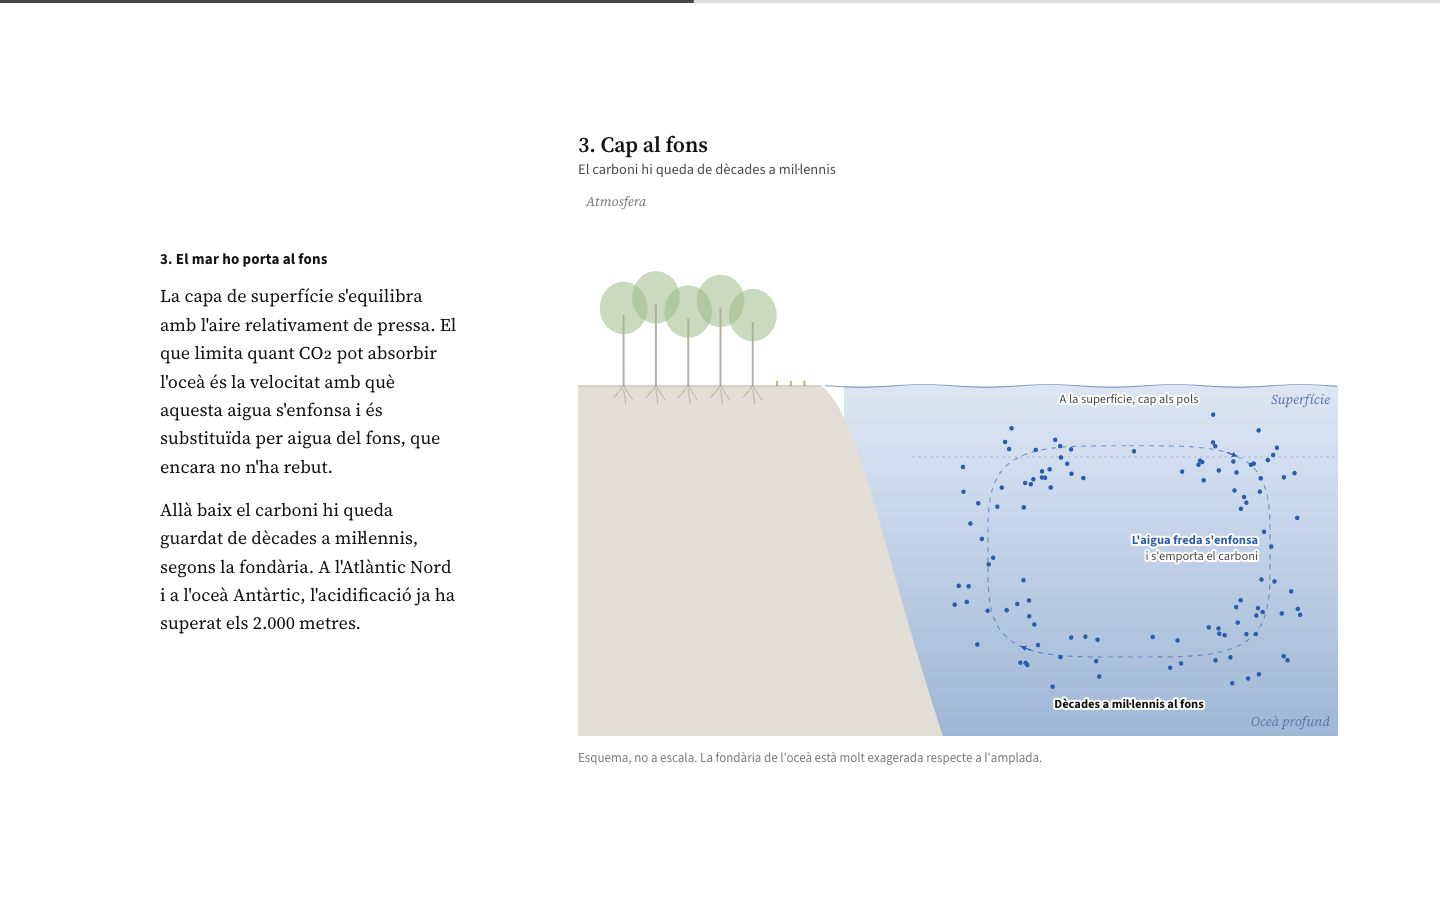 3. El mar ho porta al fons
La capa de superfície s'equilibra
amb l'aire relativament de pressa. El
que limita quant CO₂ pot absorbir
l'oceà és la velocitat amb què
aquesta aigua s'enfonsa i és
substituïda per aigua del fons, que
encara no n'ha rebut.
Allà baix el carboni hi queda
guardat de dècades a mil·lennis,
segons la fondària. A l'Atlàntic Nord
i a l'oceà Antàrtic, l'acidificació ja ha
superat els 2.000 metres.
3. Cap al fons
El carboni hi queda de dècades a mil·lennis
Atmosfera
A la superfície, cap als pols
Superfície
L'aigua freda s'enfonsa
i s'emporta el carboni
Dècades a mil·lennis al fons
Oceà profund
Esquema, no a escala. La fondària de l'oceà està molt exagerada respecte a l'amplada.